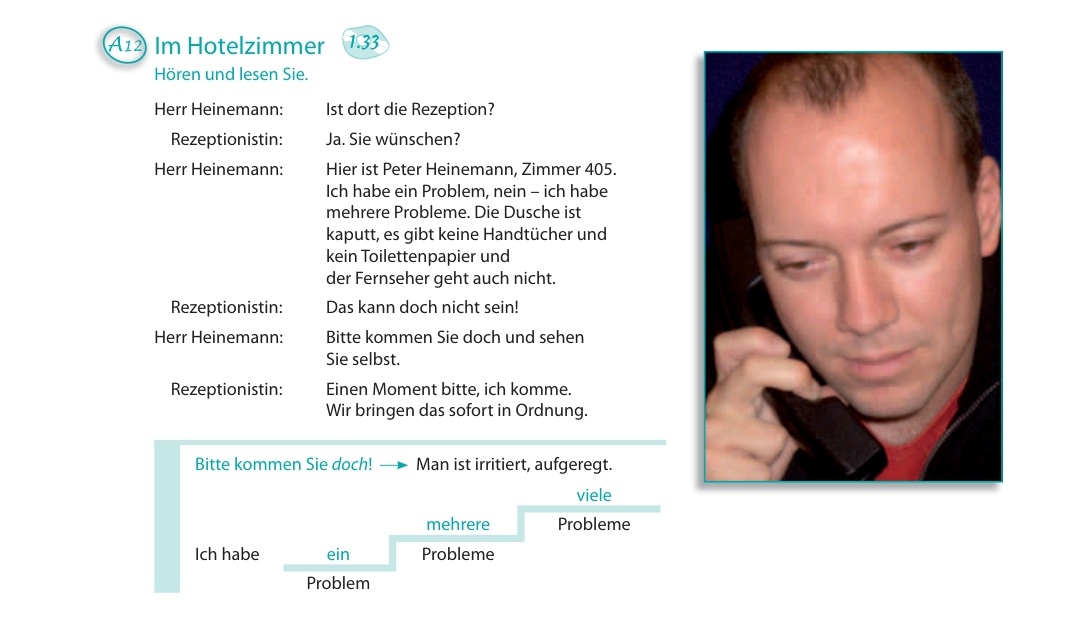 A12 Im Hotelzimmer 1.33
Hören und lesen Sie.
Herr Heinemann: Ist dort die Rezeption?
Rezeptionistin: Ja. Sie wünschen?
Herr Heinemann: Hier ist Peter Heinemann, Zimmer 405.
Ich habe ein Problem, nein – ich habe
mehrere Probleme. Die Dusche ist
kaputt, es gibt keine Handtücher und
kein Toilettenpapier und
der Fernseher geht auch nicht.
Rezeptionistin: Das kann doch nicht sein!
Herr Heinemann: Bitte kommen Sie doch und sehen
Sie selbst.
Rezeptionistin: Einen Moment bitte, ich komme.
Wir bringen das sofort in Ordnung.
Bitte kommen Sie doch! → Man ist irritiert, aufgeregt.
viele
mehrere Probleme
Ich habe ein Probleme
Problem